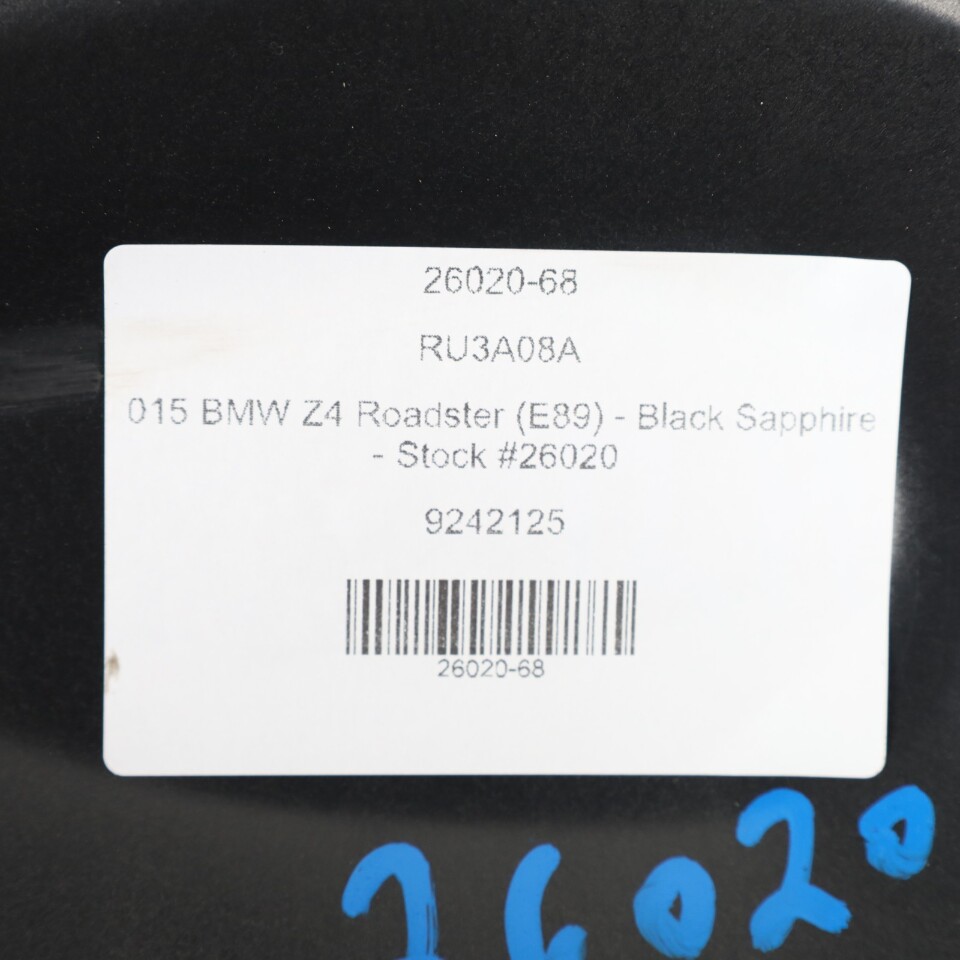 26020-68
RU3A08A
015 BMW Z4 Roadster (E89) - Black Sapphire
- Stock #26020
9242125
26020-68
26020